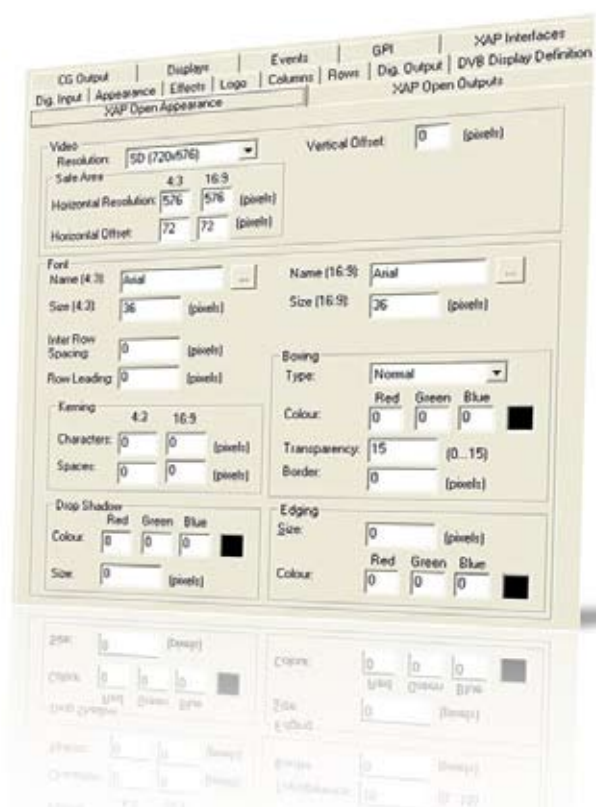 CG Output Displays Events GPI XAP Interfaces
Dig. Input Appearance Effects Logo Columns Rows Dig. Output DVB Display Definition
XAP Open Appearance XAP Open Outputs
Video
Resolution: SD (720x576) Vertical Offset: 0 (pixels)
Safe Area
4:3 16:9
Horizontal Resolution: 576 576 (pixels)
Horizontal Offset: 72 72 (pixels)
Font
Name (4:3) Arial ... Name (16:9) Arial ...
Size (4:3) 36 (pixels) Size (16:9) 36 (pixels)
Inter Row
Spacing: 0 (pixels)
Row Leading: 0 (pixels)
Kerning
4:3 16:9
Characters: 0 0 (pixels)
Spaces: 0 0 (pixels)
Boxing
Type: Normal
Red Green Blue
Colour: 0 0 0
Transparency: 15 (0...15)
Border: 0 (pixels)
Drop Shadow
Red Green Blue
Colour: 0 0 0
Size: 0 (pixels)
Edging
Size: 0 (pixels)
Red Green Blue
Colour: 0 0 0